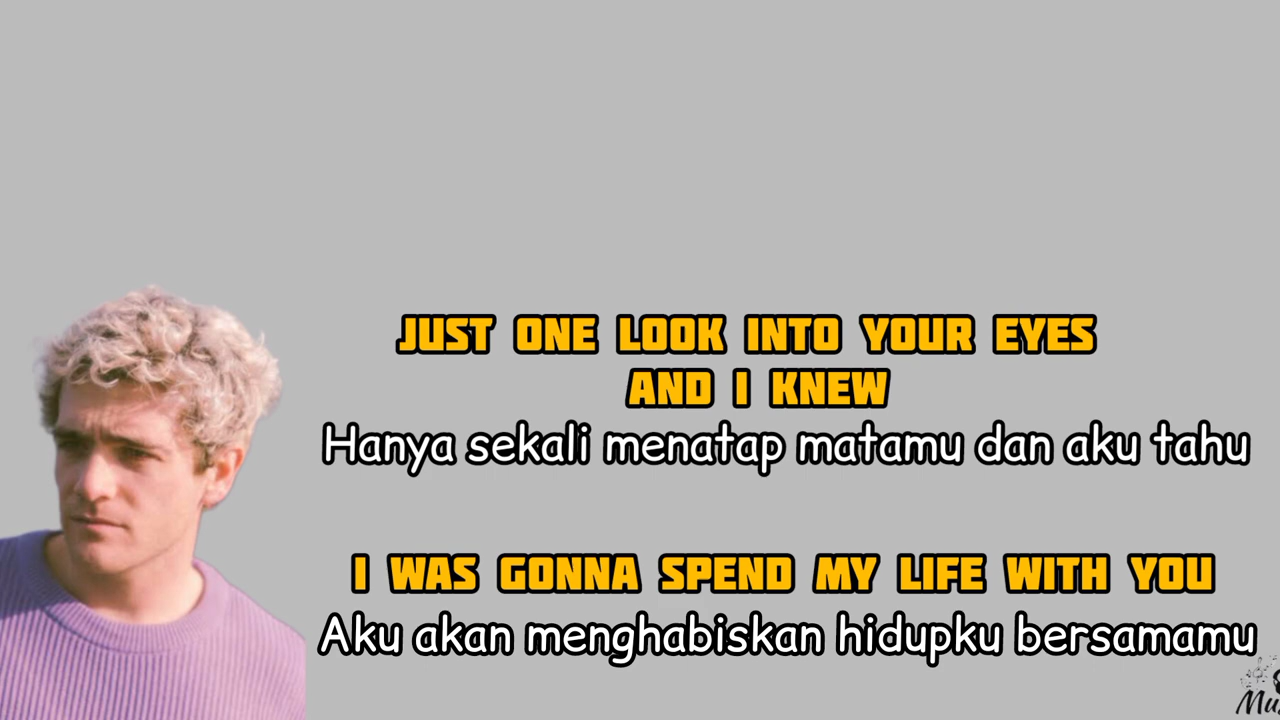 JUST ONE LOOK INTO YOUR EYES
AND I KNEW
Hanya sekali menatap matamu dan aku tahu
I WAS GONNA SPEND MY LIFE WITH YOU
Aku akan menghabiskan hidupku bersamamu